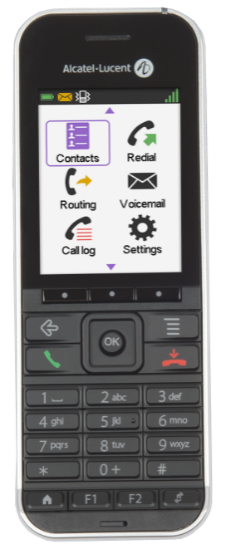 Alcatel-Lucent
Contacts
Redial
Routing
Voicemail
Call log
Settings
OK
1
2 abc
3 def
4 ghi
5 jkl
6 mno
7 pqrs
8 tuv
9 wxyz
*
0 +
#
F1
F2